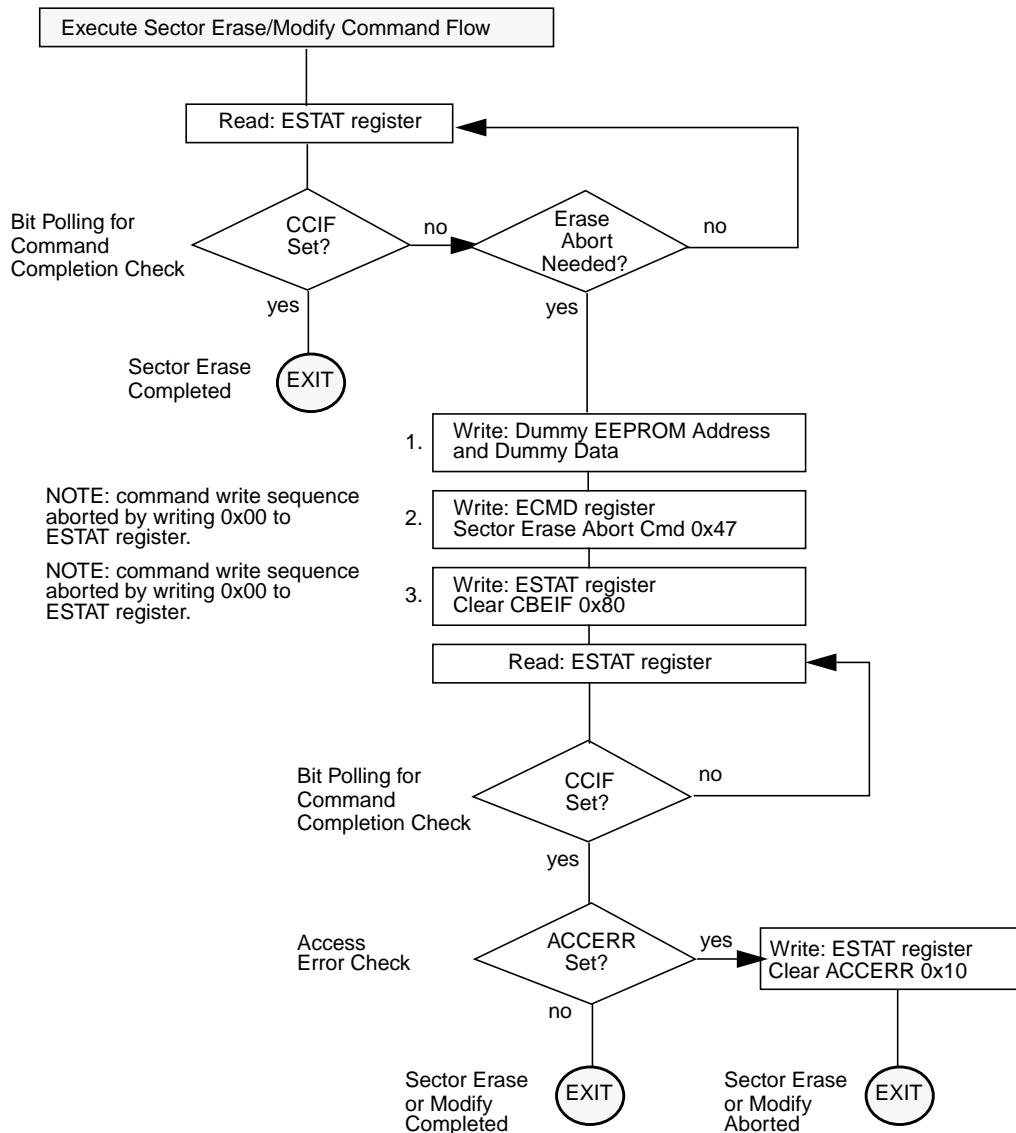 Execute Sector Erase/Modify Command Flow
Read: ESTAT register
Bit Polling for
Command
Completion Check
CCIF
Set?
no
Erase
Abort
Needed?
no
yes
yes
Sector Erase
Completed
EXIT
1.
Write: Dummy EEPROM Address
and Dummy Data
NOTE: command write sequence
aborted by writing 0x00 to
ESTAT register.
2.
Write: ECMD register
Sector Erase Abort Cmd 0x47
NOTE: command write sequence
aborted by writing 0x00 to
ESTAT register.
3.
Write: ESTAT register
Clear CBEIF 0x80
Read: ESTAT register
Bit Polling for
Command
Completion Check
CCIF
Set?
no
yes
Access
Error Check
ACCERR
Set?
yes
Write: ESTAT register
Clear ACCERR 0x10
no
Sector Erase
or Modify
Completed
EXIT
Sector Erase
or Modify
Aborted
EXIT